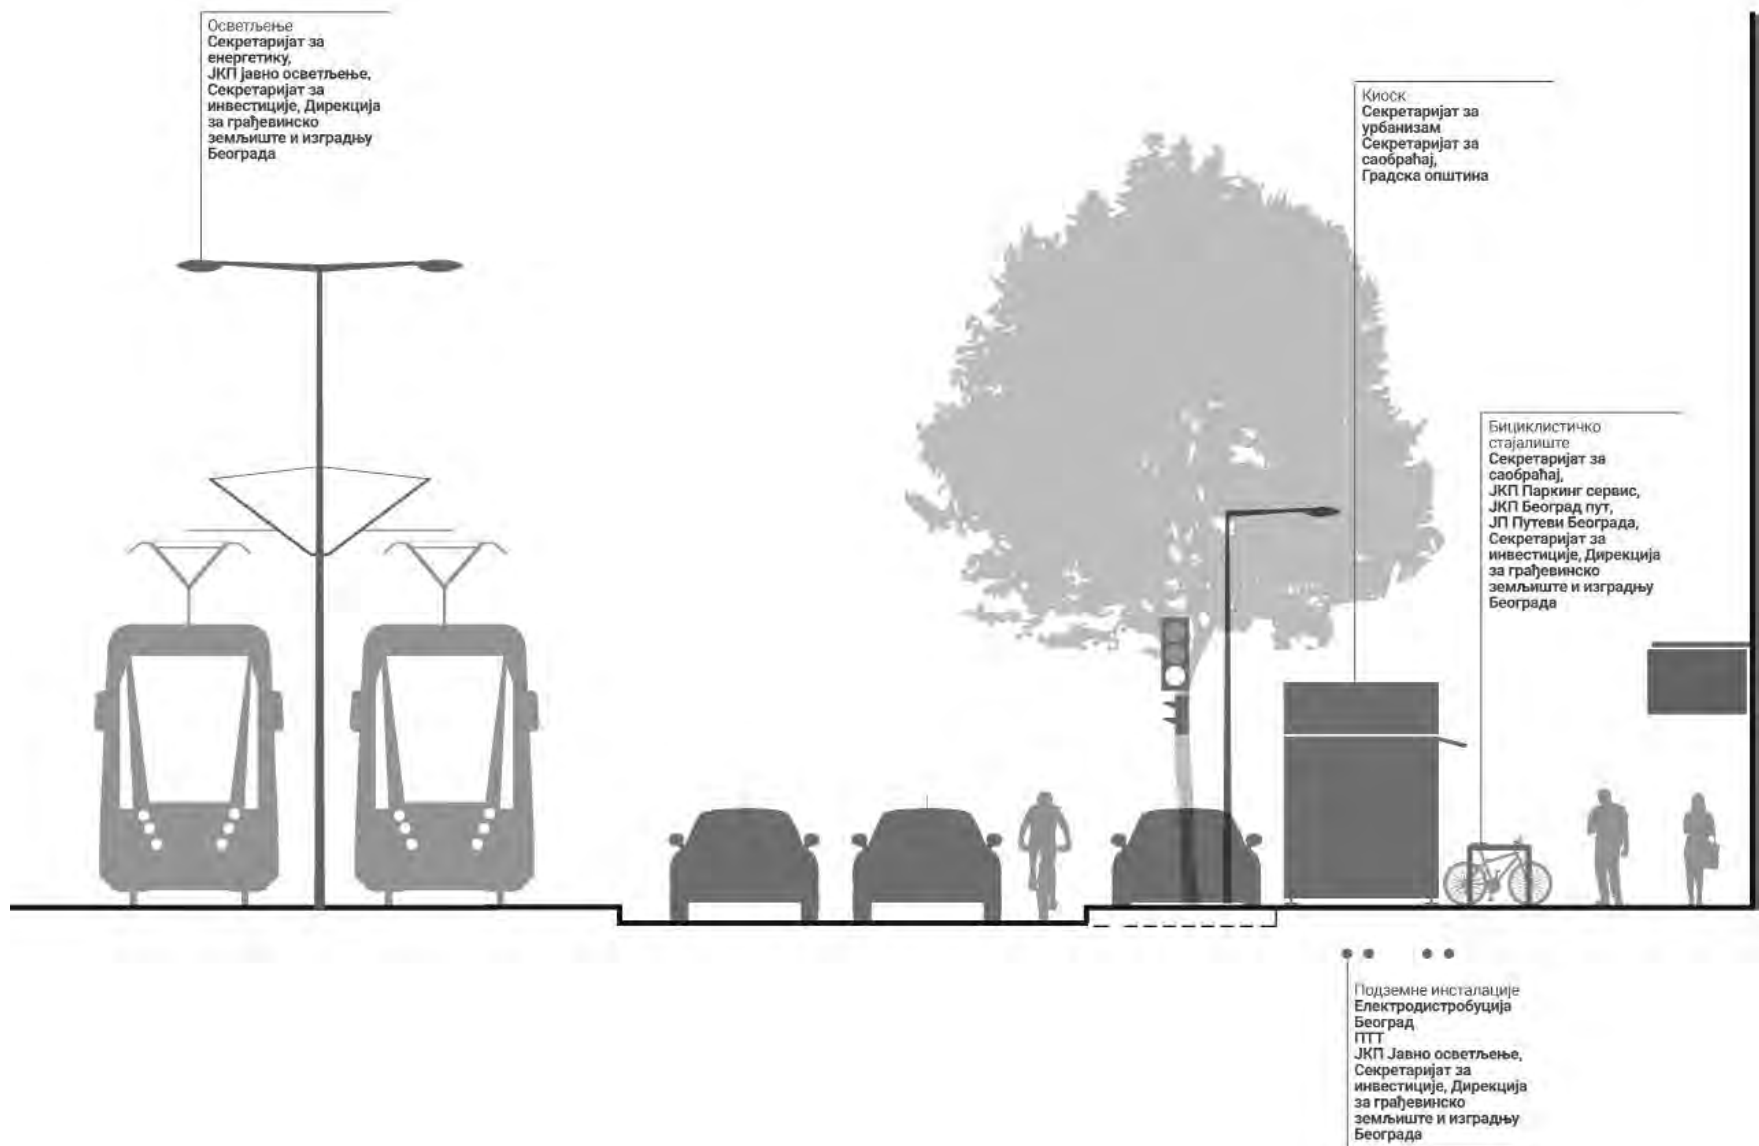 Осветљење
Секретаријат за
енергетику,
ЈКП јавно осветљење,
Секретаријат за
инвестиције, Дирекција
за грађевинско
земљиште и изградњу
Београда
Киоск
Секретаријат за
урбанизам
Секретаријат за
саобраћај,
Градска општина
Бициклистичко
стајалиште
Секретаријат за
саобраћај,
ЈКП Паркинг сервис,
ЈКП Београд пут,
ЈП Путеви Београда,
Секретаријат за
инвестиције, Дирекција
за грађевинско
земљиште и изградњу
Београда
Подземне инсталације
Електродистробуција
Београд
ПТТ
ЈКП Јавно осветљење,
Секретаријат за
инвестиције, Дирекција
за грађевинско
земљиште и изградњу
Београда